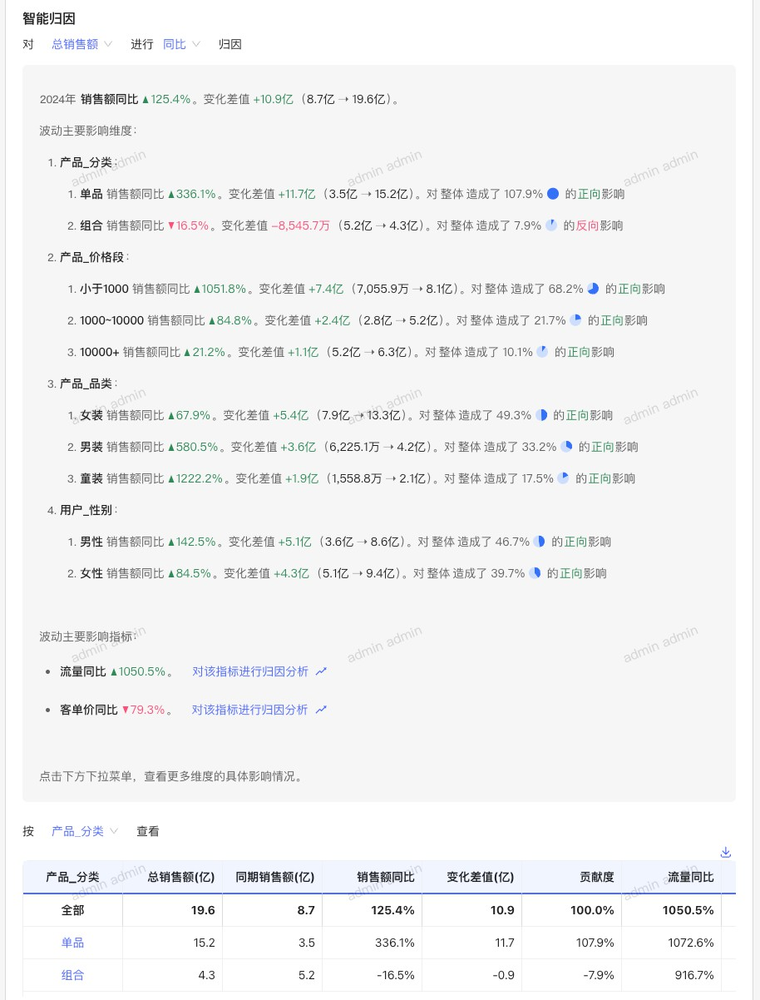 智能归因
对 总销售额 进行 同比 归因
2024年 销售额同比 ▲125.4%。变化差值 +10.9亿（8.7亿 → 19.6亿）。
波动主要影响维度：
1. 产品_分类：
1. 单品 销售额同比 ▲336.1%。变化差值 +11.7亿（3.5亿 → 15.2亿）。对 整体 造成了 107.9% 的正向影响
2. 组合 销售额同比 ▼16.5%。变化差值 −8,545.7万（5.2亿 → 4.3亿）。对 整体 造成了 7.9% 的反向影响
2. 产品_价格段：
1. 小于1000 销售额同比 ▲1051.8%。变化差值 +7.4亿（7,055.9万 → 8.1亿）。对 整体 造成了 68.2% 的正向影响
2. 1000~10000 销售额同比 ▲84.8%。变化差值 +2.4亿（2.8亿 → 5.2亿）。对 整体 造成了 21.7% 的正向影响
3. 10000+ 销售额同比 ▲21.2%。变化差值 +1.1亿（5.2亿 → 6.3亿）。对 整体 造成了 10.1% 的正向影响
3. 产品_品类：
1. 女装 销售额同比 ▲67.9%。变化差值 +5.4亿（7.9亿 → 13.3亿）。对 整体 造成了 49.3% 的正向影响
2. 男装 销售额同比 ▲580.5%。变化差值 +3.6亿（6,225.1万 → 4.2亿）。对 整体 造成了 33.2% 的正向影响
3. 童装 销售额同比 ▲1222.2%。变化差值 +1.9亿（1,558.8万 → 2.1亿）。对 整体 造成了 17.5% 的正向影响
4. 用户_性别：
1. 男性 销售额同比 ▲142.5%。变化差值 +5.1亿（3.6亿 → 8.6亿）。对 整体 造成了 46.7% 的正向影响
2. 女性 销售额同比 ▲84.5%。变化差值 +4.3亿（5.1亿 → 9.4亿）。对 整体 造成了 39.7% 的正向影响
波动主要影响指标：
• 流量同比 ▲1050.5%。 对该指标进行归因分析
• 客单价同比 ▼79.3%。 对该指标进行归因分析
点击下方下拉菜单，查看更多维度的具体影响情况。
按 产品_分类 查看
产品_分类 总销售额(亿) 同期销售额(亿) 销售额同比 变化差值(亿) 贡献度 流量同比
全部 19.6 8.7 125.4% 10.9 100.0% 1050.5%
单品 15.2 3.5 336.1% 11.7 107.9% 1072.6%
组合 4.3 5.2 -16.5% -0.9 -7.9% 916.7%
admin admin
admin admin
admin admin
admin admin
admin admin
admin admin
admin admin
admin admin
admin admin
admin admin
admin admin
admin admin